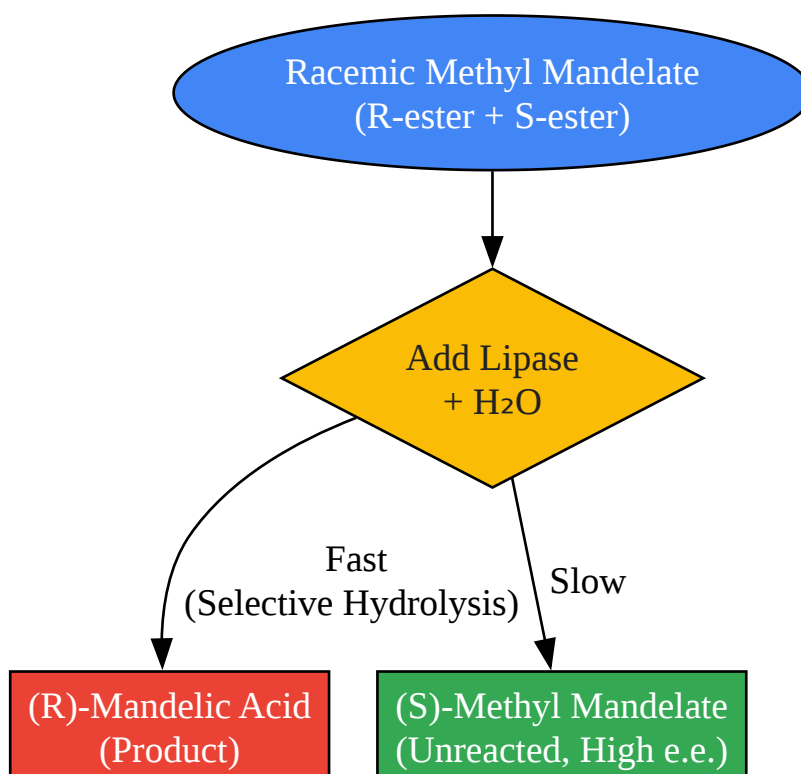 Racemic Methyl Mandelate
(R-ester + S-ester)
Add Lipase
+ H₂O
Fast
(Selective Hydrolysis)
Slow
(R)-Mandelic Acid
(Product)
(S)-Methyl Mandelate
(Unreacted, High e.e.)